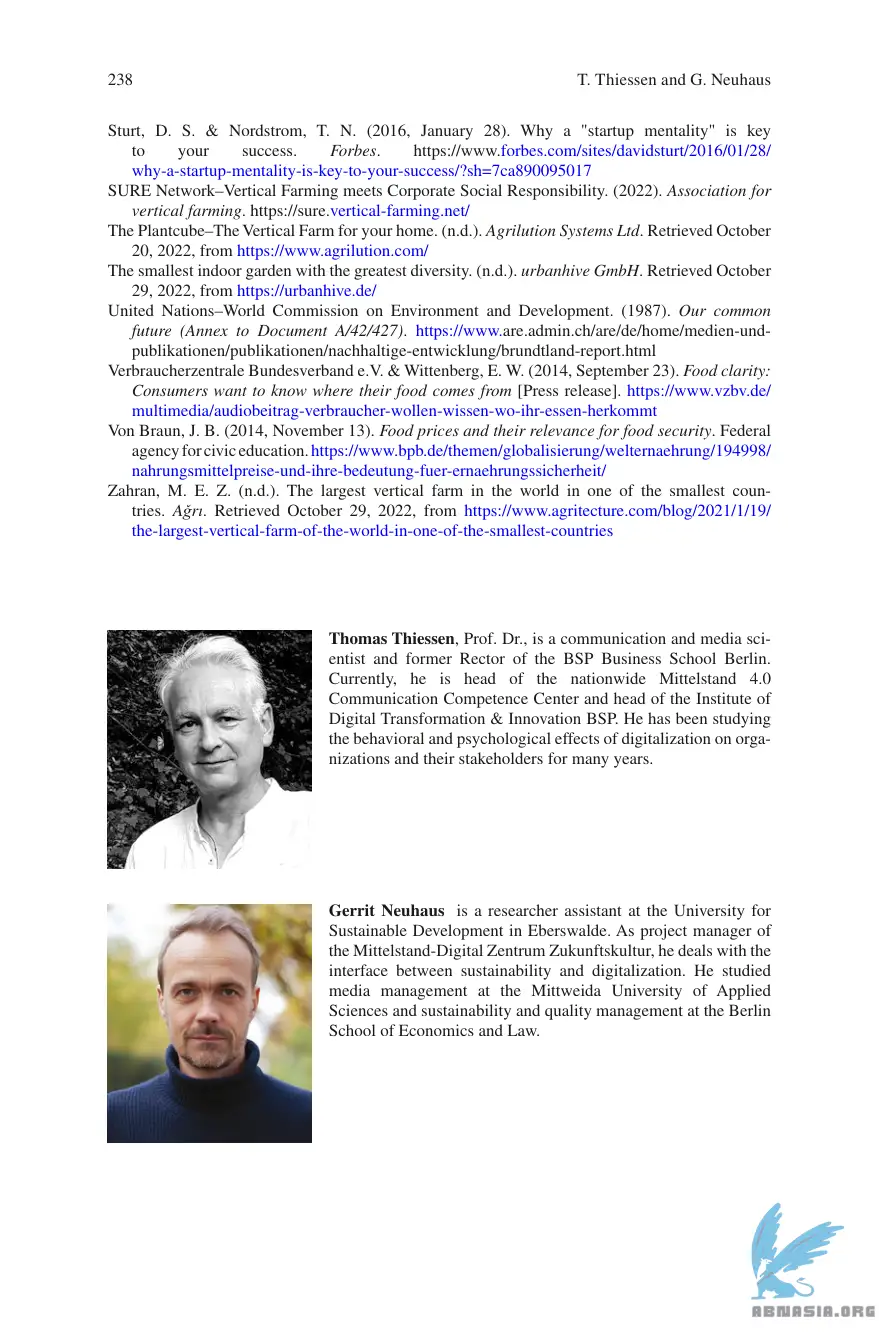 238
T. Thiessen and G. Neuhaus
Sturt, D. S. & Nordstrom, T. N. (2016, January 28). Why a "startup mentality" is key
to your success. Forbes. https://www.forbes.com/sites/davidsturt/2016/01/28/
why-a-startup-mentality-is-key-to-your-success/?sh=7ca890095017
SURE Network–Vertical Farming meets Corporate Social Responsibility. (2022). Association for
vertical farming. https://sure.vertical-farming.net/
The Plantcube–The Vertical Farm for your home. (n.d.). Agrilution Systems Ltd. Retrieved October
20, 2022, from https://www.agrilution.com/
The smallest indoor garden with the greatest diversity. (n.d.). urbanhive GmbH. Retrieved October
29, 2022, from https://urbanhive.de/
United Nations–World Commission on Environment and Development. (1987). Our common
future (Annex to Document A/42/427). https://www.are.admin.ch/are/de/home/medien-und-
publikationen/publikationen/nachhaltige-entwicklung/brundtland-report.html
Verbraucherzentrale Bundesverband e.V. & Wittenberg, E. W. (2014, September 23). Food clarity:
Consumers want to know where their food comes from [Press release]. https://www.vzbv.de/
multimedia/audiobeitrag-verbraucher-wollen-wissen-wo-ihr-essen-herkommt
Von Braun, J. B. (2014, November 13). Food prices and their relevance for food security. Federal
agency for civic education. https://www.bpb.de/themen/globalisierung/welternaehrung/194998/
nahrungsmittelpreise-und-ihre-bedeutung-fuer-ernaehrungssicherheit/
Zahran, M. E. Z. (n.d.). The largest vertical farm in the world in one of the smallest coun-
tries. Ağrı. Retrieved October 29, 2022, from https://www.agritecture.com/blog/2021/1/19/
the-largest-vertical-farm-of-the-world-in-one-of-the-smallest-countries
Thomas Thiessen, Prof. Dr., is a communication and media sci-
entist and former Rector of the BSP Business School Berlin.
Currently, he is head of the nationwide Mittelstand 4.0
Communication Competence Center and head of the Institute of
Digital Transformation & Innovation BSP. He has been studying
the behavioral and psychological effects of digitalization on orga-
nizations and their stakeholders for many years.
Gerrit Neuhaus is a researcher assistant at the University for
Sustainable Development in Eberswalde. As project manager of
the Mittelstand-Digital Zentrum Zukunftskultur, he deals with the
interface between sustainability and digitalization. He studied
media management at the Mittweida University of Applied
Sciences and sustainability and quality management at the Berlin
School of Economics and Law.
ABNASIA.ORG